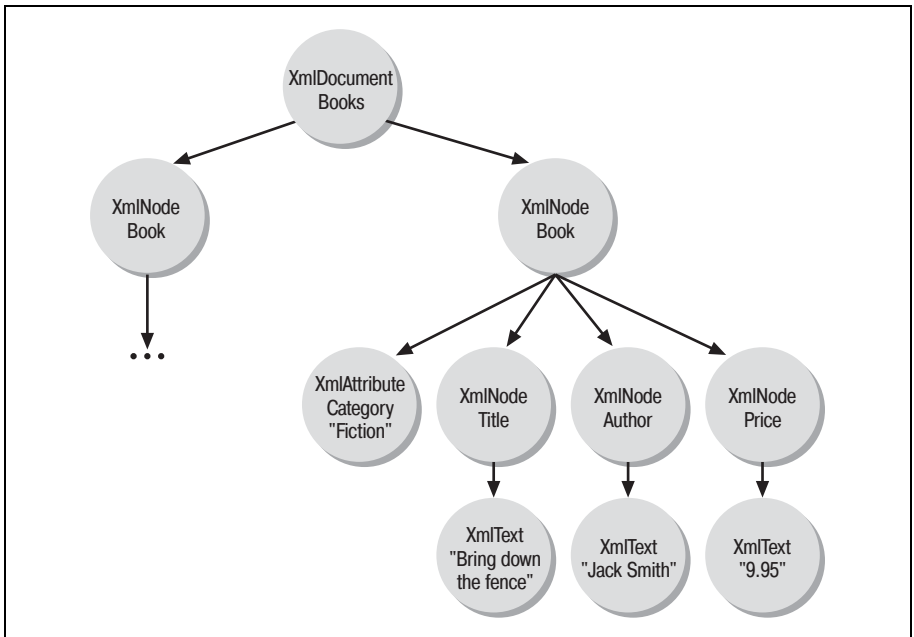 XmlDocument
Books
XmlNode
Book
XmlNode
Book
...
XmlAttribute
Category
"Fiction"
XmlNode
Title
XmlNode
Author
XmlNode
Price
XmlText
"Bring down
the fence"
XmlText
"Jack Smith"
XmlText
"9.95"